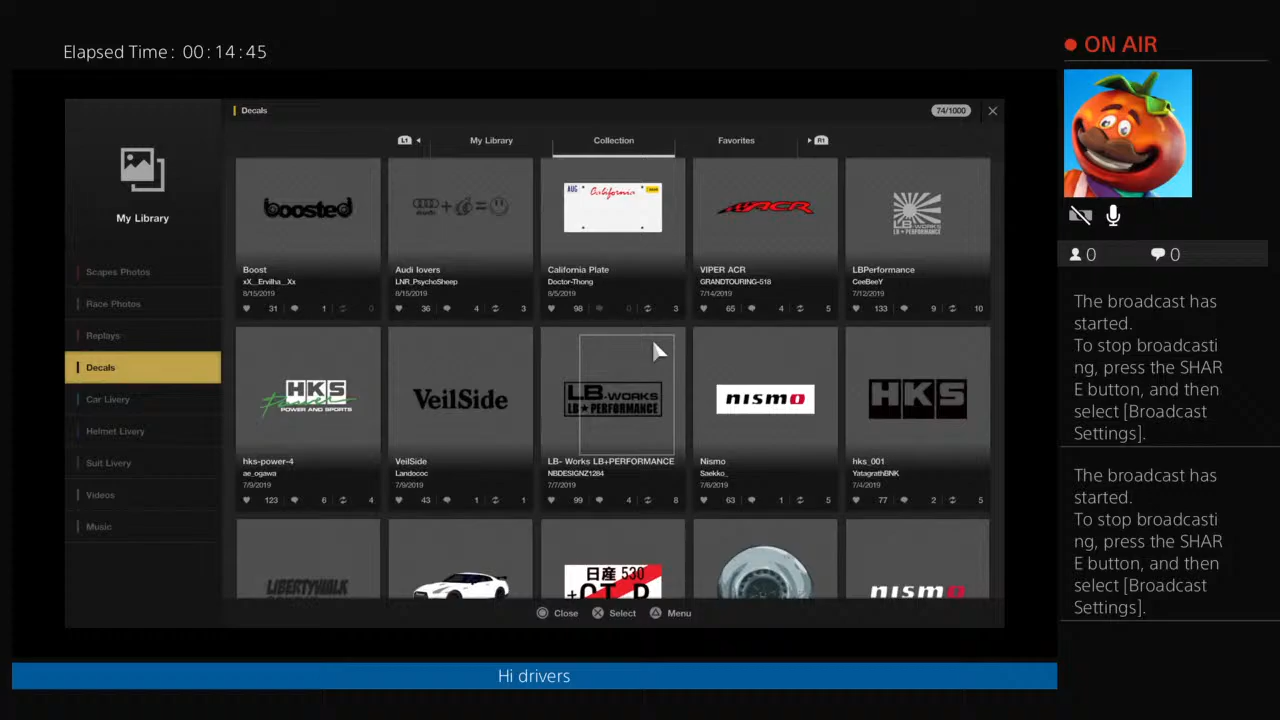 Elapsed Time: 00:14:45
ON AIR
Decals
74/1000
L1
My Library
Collection
Favorites
R1
My Library
Scapes Photos
Race Photos
Replays
Decals
Car Livery
Helmet Livery
Suit Livery
Videos
Music
boosted
Audi
AUG California
ACR
LB-WORKS
LB★PERFORMANCE
Boost
xX__Ervilha__Xx
8/15/2019
31 1 0
Audi lovers
LNR_PsychoSheep
8/15/2019
36 4 3
California Plate
Doctor-Thong
8/5/2019
98 0 3
VIPER ACR
GRANDTOURING-518
7/14/2019
65 4 5
LBPerformance
CeeBeeY
7/12/2019
133 9 10
HKS
Power
POWER AND SPORTS
VeilSide
LB-WORKS
LB★PERFORMANCE
nismo
HKS
hks-power-4
ae_ogawa
7/9/2019
123 6 4
VeilSide
Landococ
7/9/2019
43 1 1
LB- Works LB+PERFORMANCE
NBDESIGNZ1284
7/7/2019
99 4 8
Nismo
Saekko_
7/6/2019
63 1 5
hks_001
YatagrathBNK
7/4/2019
77 2 5
LIBERTYWALK
日産 530
nismo
Close
Select
Menu
0 0
The broadcast has
started.
To stop broadcasti
ng, press the SHAR
E button, and then
select [Broadcast
Settings].
The broadcast has
started.
To stop broadcasti
ng, press the SHAR
E button, and then
select [Broadcast
Settings].
Hi drivers